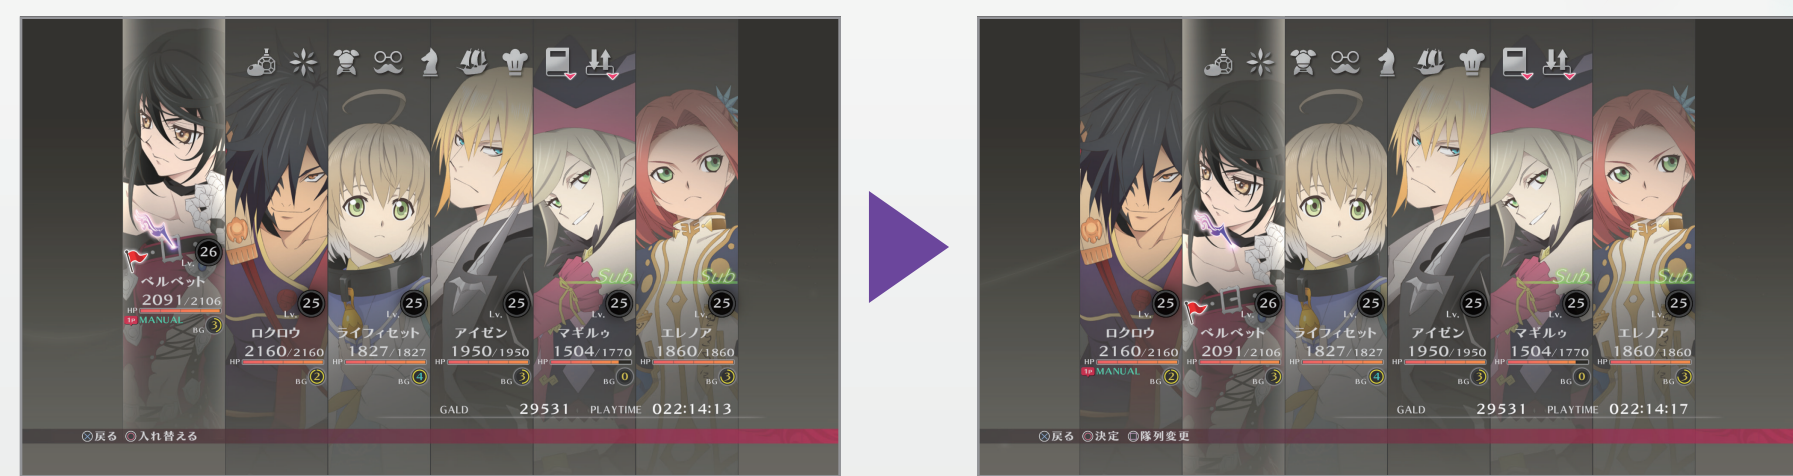 Lv. 26
ベルベット
2091/2106
HP
1P MANUAL
BG 3
Lv. 25
ロクロウ
2160/2160
HP
BG 2
Lv. 25
ライフィセット
1827/1827
HP
BG 4
Lv. 25
アイゼン
1950/1950
HP
BG 3
Sub
Lv. 25
マギルゥ
1504/1770
HP
BG 0
Sub
Lv. 25
エレノア
1860/1860
HP
BG 3
GALD 29531 PLAYTIME 022:14:13
戻る 入れ替える
Lv. 25
ロクロウ
2160/2160
HP
1P MANUAL
BG 2
Lv. 26
ベルベット
2091/2106
HP
BG 3
Lv. 25
ライフィセット
1827/1827
HP
BG 4
Lv. 25
アイゼン
1950/1950
HP
BG 3
Sub
Lv. 25
マギルゥ
1504/1770
HP
BG 0
Sub
Lv. 25
エレノア
1860/1860
HP
BG 3
GALD 29531 PLAYTIME 022:14:17
戻る 決定 隊列変更